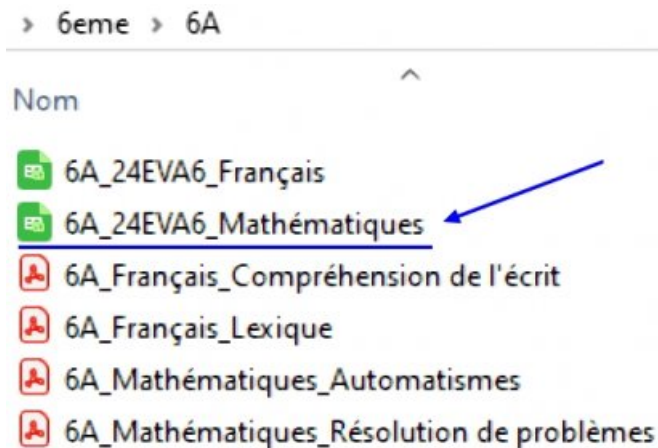 > 6eme > 6A
Nom
6A_24EVA6_Français
6A_24EVA6_Mathématiques
6A_Français_Compréhension de l'écrit
6A_Français_Lexique
6A_Mathématiques_Automatismes
6A_Mathématiques_Résolution de problèmes